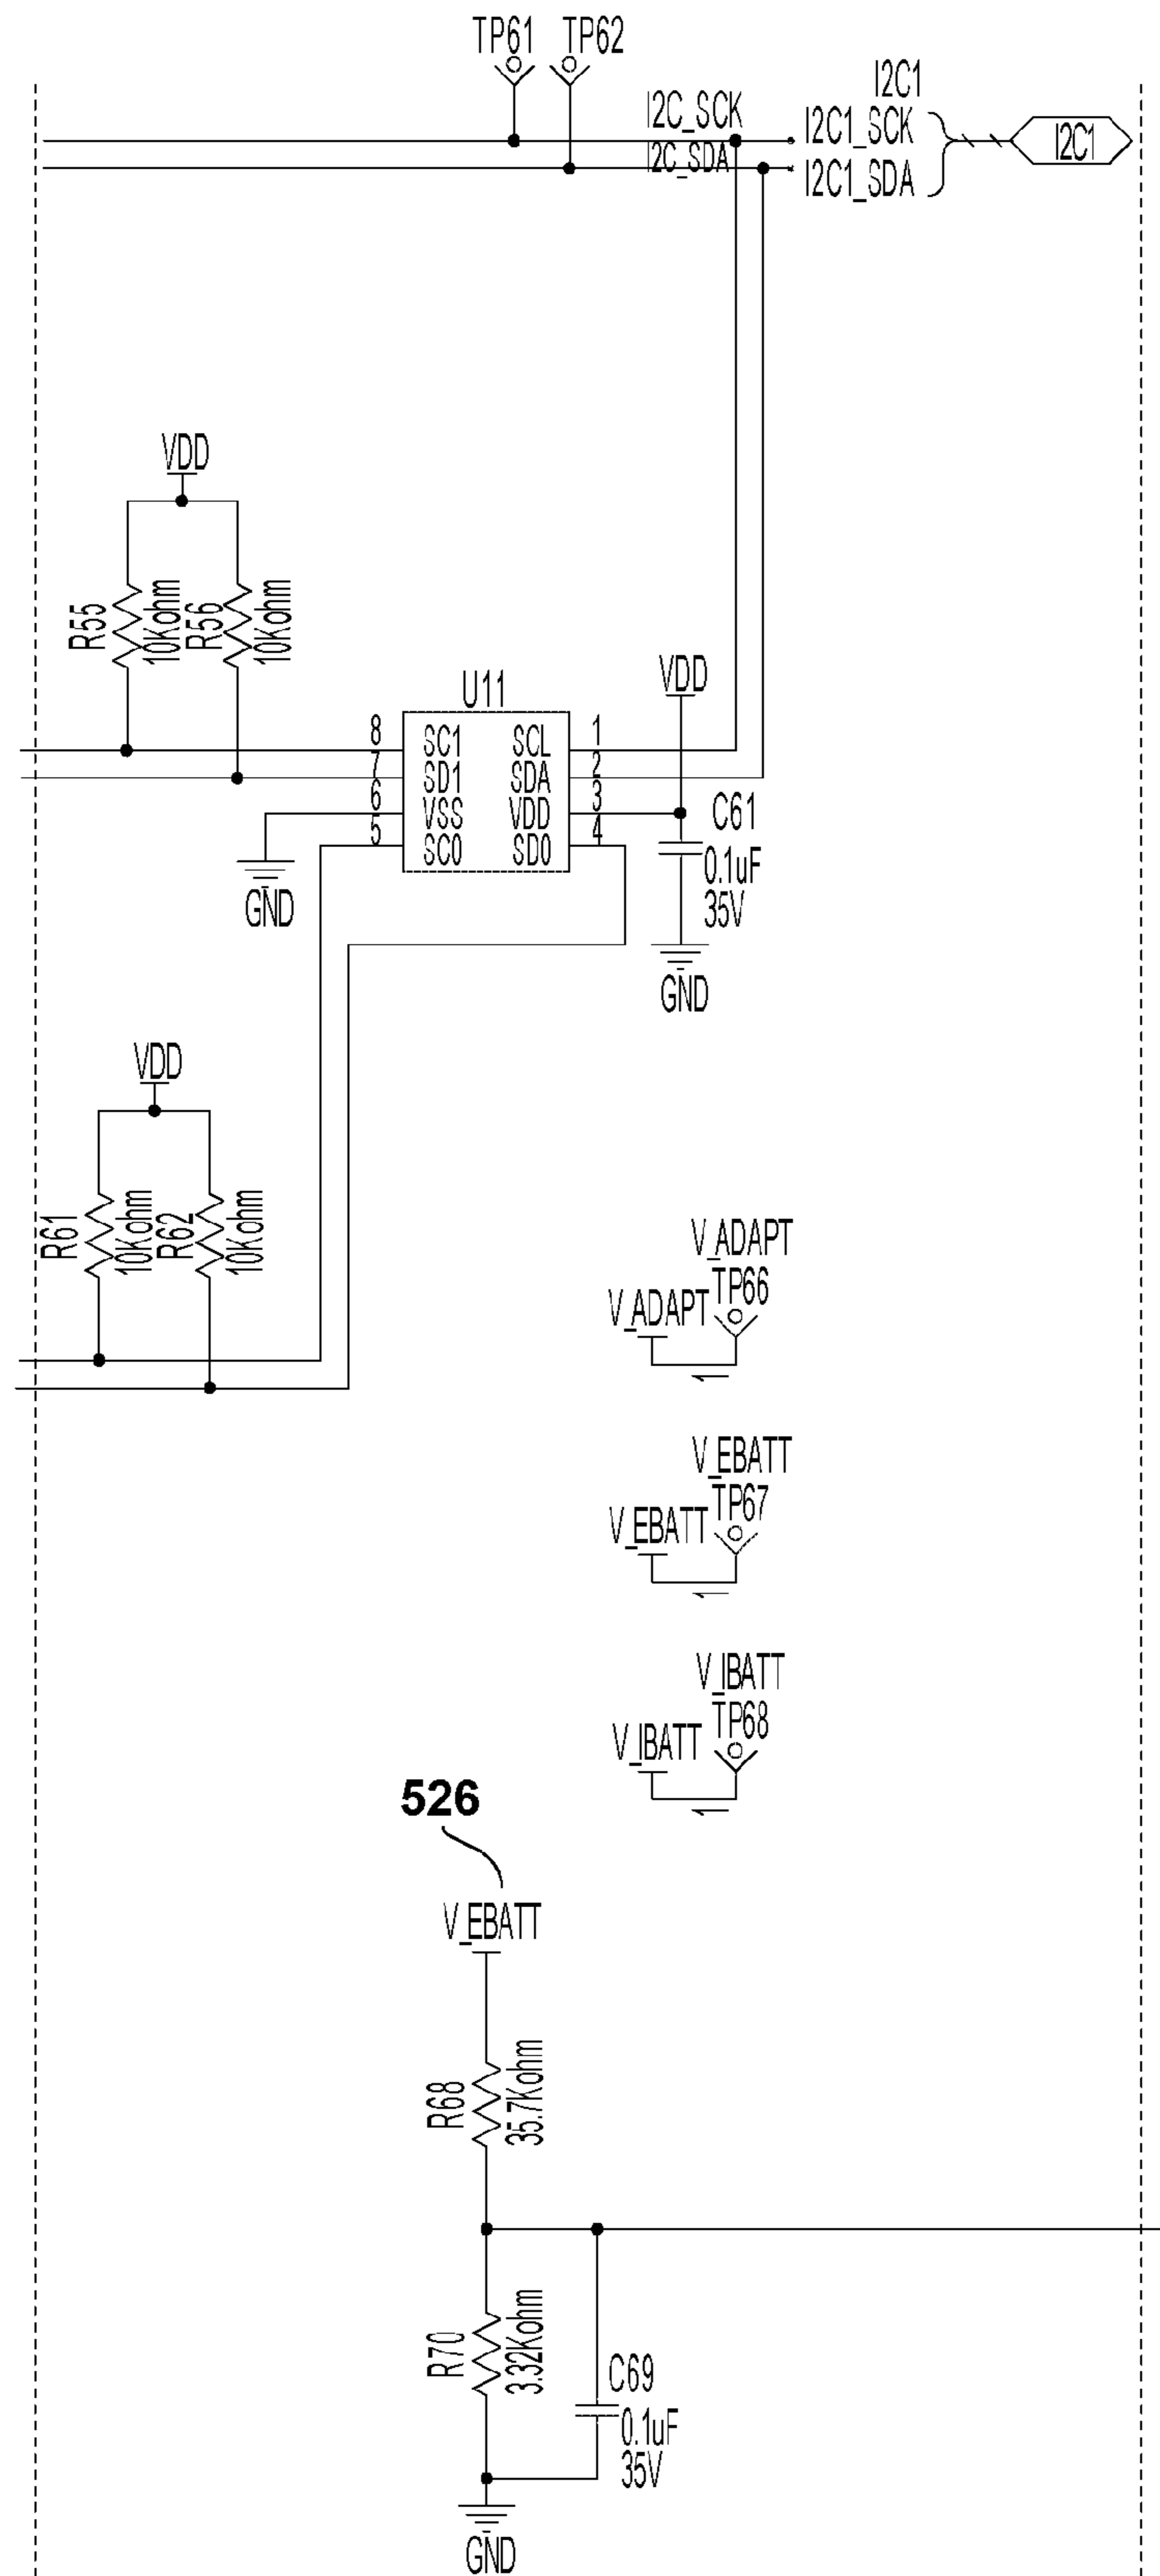 TP61 TP62
I2C1
I2C_SCK I2C1_SCK
I2C1
I2C_SDA I2C1_SDA
VDD
R55 10Kohm R56 10Kohm
U11 VDD
8 SC1 SCL 1
7 SD1 SDA 2
6 VSS VDD 3 C61
5 SC0 SD0 4 0.1uF
35V
GND
GND
VDD
R61 10Kohm R62 10Kohm
V_ADAPT
TP66
V_ADAPT
1
V_EBATT
TP67
V_EBATT
1
V_IBATT
TP68
V_IBATT
1
526
V_EBATT
R68 35.7Kohm
R70 3.32Kohm
C69
0.1uF
35V
GND